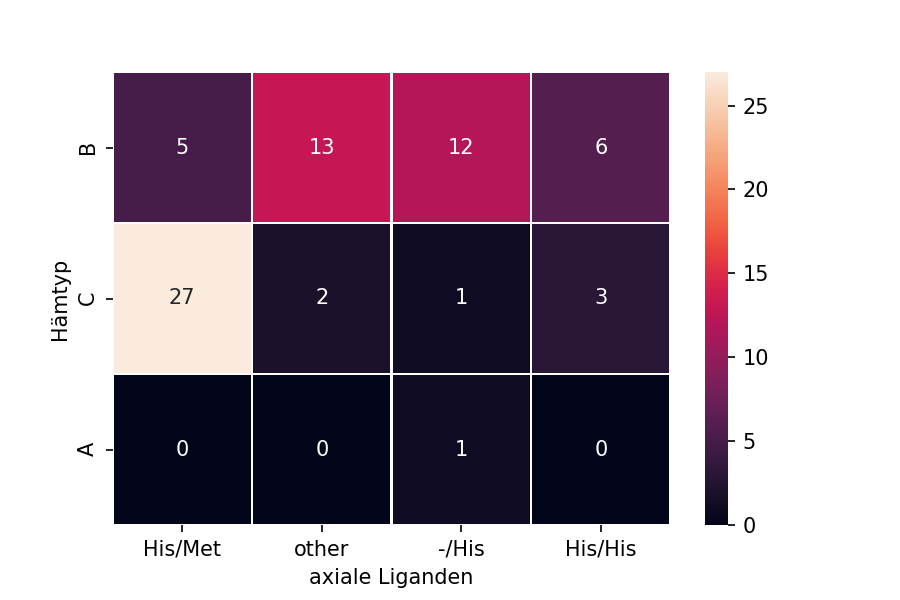 B 5 13 12 6
C 27 2 1 3
A 0 0 1 0
Hämtyp
His/Met other -/His His/His
axiale Liganden
25
20
15
10
5
0